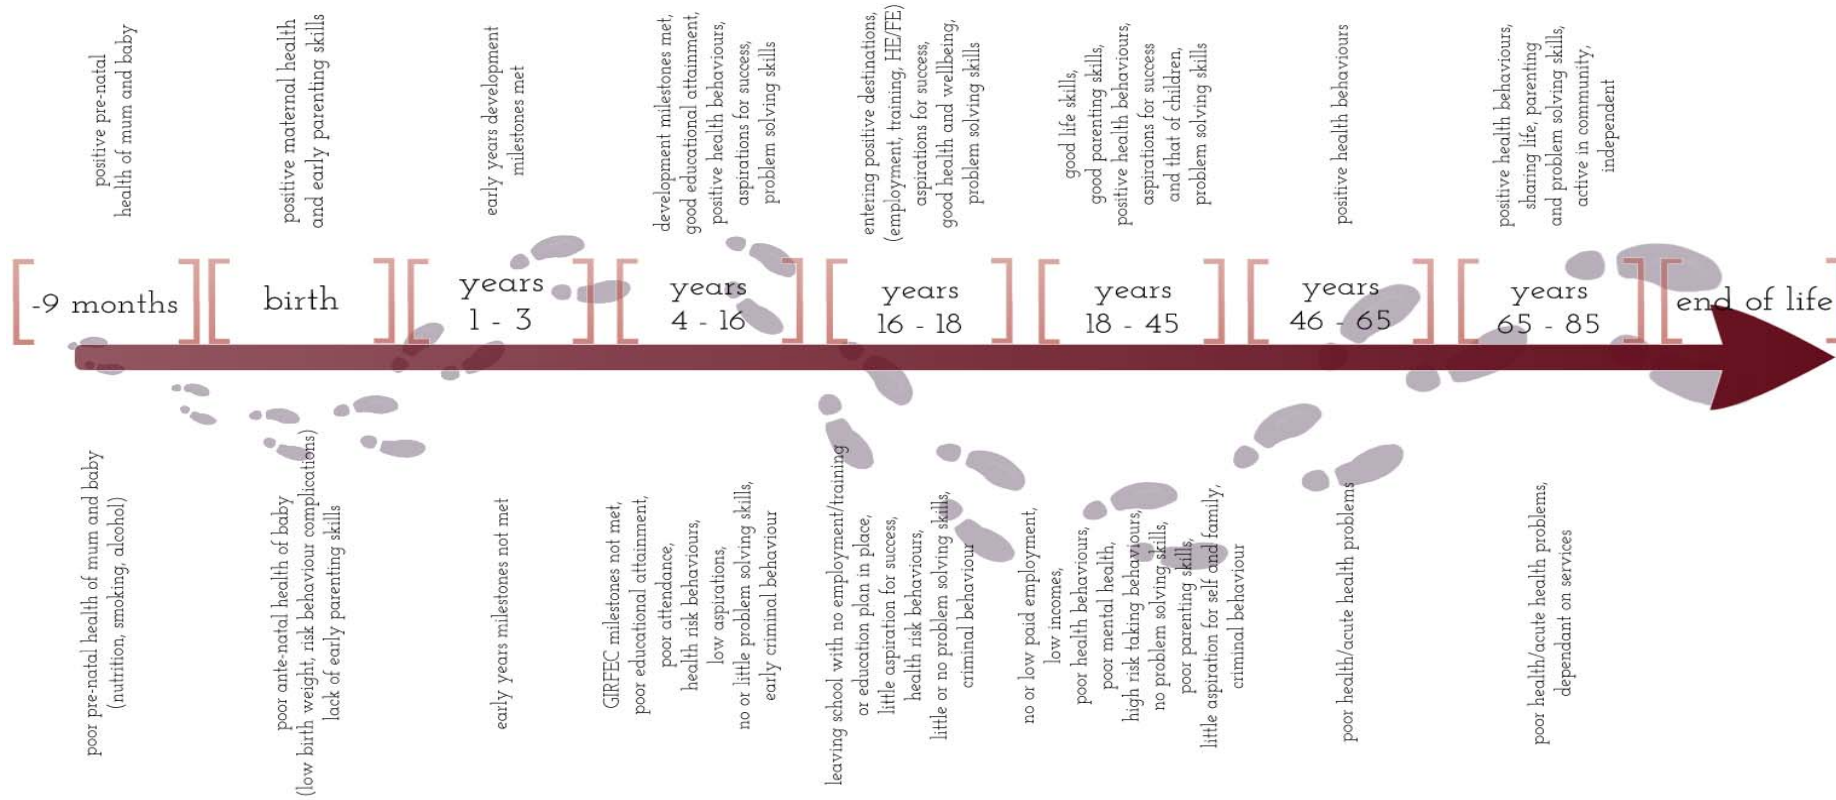 positive pre-natal
health of mum and baby
positive maternal health
and early parenting skills
early years development
milestones met
development milestones met,
good educational attainment,
positive health behaviours,
aspirations for success,
problem solving skills
entering positive destinations,
(employment, training, HE/FE)
aspirations for success,
good health and wellbeing,
problem solving skills
good life skills,
good parenting skills,
positive health behaviours,
aspirations for success
and that of children,
problem solving skills
positive health behaviours
positive health behaviours,
sharing life, parenting
and problem solving skills,
active in community,
independent
-9 months
birth
years
1 - 3
years
4 - 16
years
16 - 18
years
18 - 45
years
46 - 65
years
65 - 85
end of life
poor pre-natal health of mum and baby
(nutrition, smoking, alcohol)
poor ante-natal health of baby
(low birth weight, risk behaviour complications)
lack of early parenting skills
early years milestones not met
GIRFEC milestones not met,
poor educational attainment,
poor attendance,
health risk behaviours,
low aspirations,
no or little problem solving skills,
early criminal behaviour
leaving school with no employment/training
or education plan in place,
little aspiration for success,
health risk behaviours,
little or no problem solving skills,
criminal behaviour
no or low paid employment,
low incomes,
poor health behaviours,
poor mental health,
high risk taking behaviours,
no problem solving skills,
poor parenting skills,
little aspiration for self and family,
criminal behaviour
poor health/acute health problems
poor health/acute health problems,
dependant on services